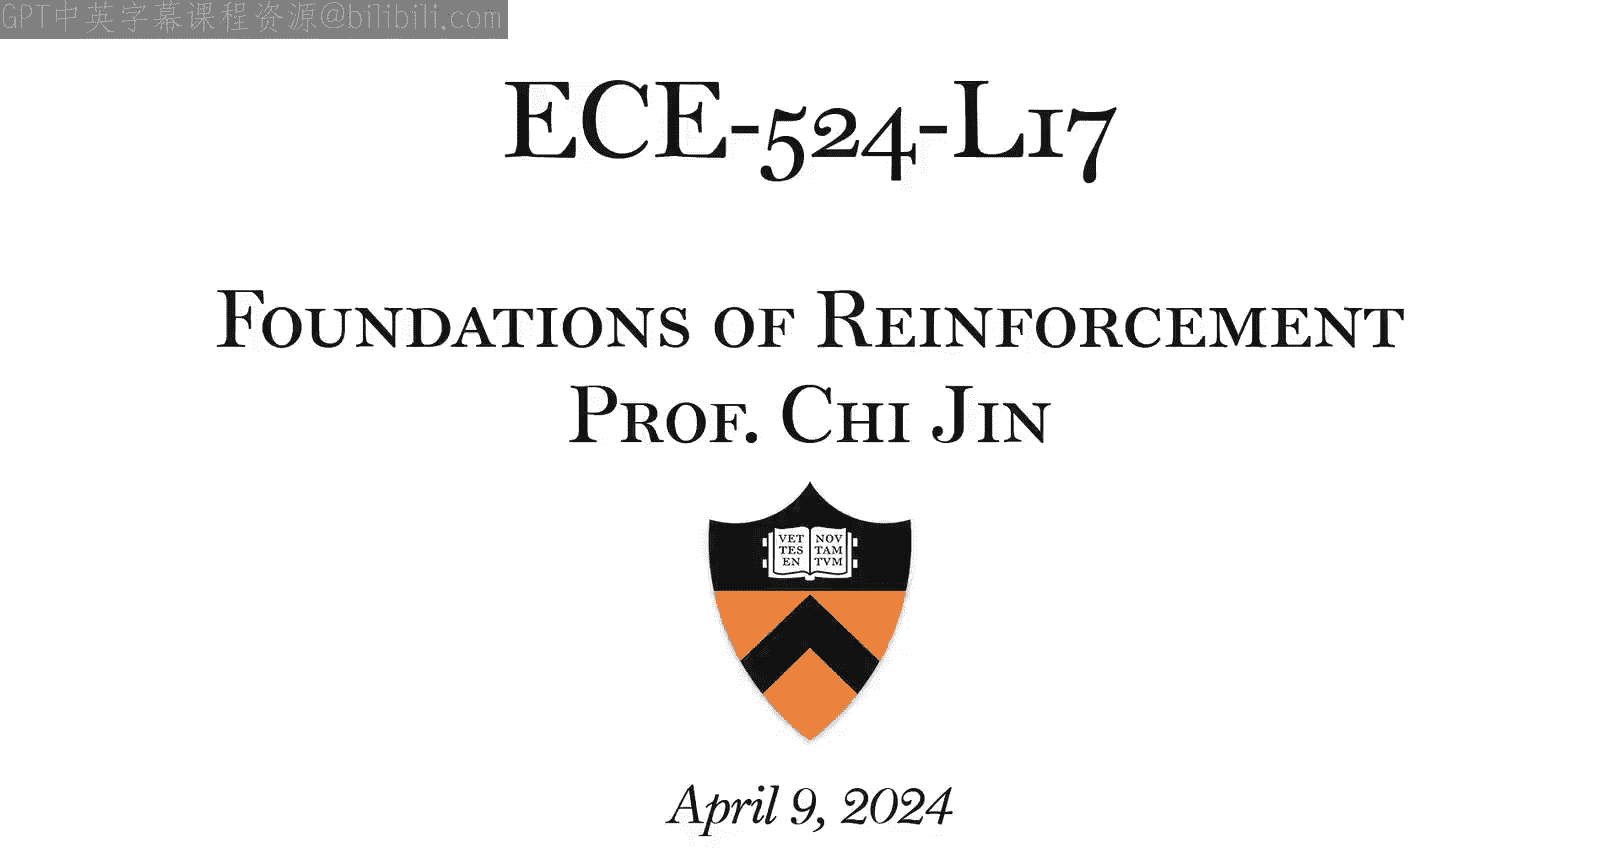 GPT中英字幕课程资源@bilibili.com
ECE-524-L17
FOUNDATIONS OF REINFORCEMENT
PROF. CHI JIN
VET NOV
TES TAM
EN TVM
April 9, 2024